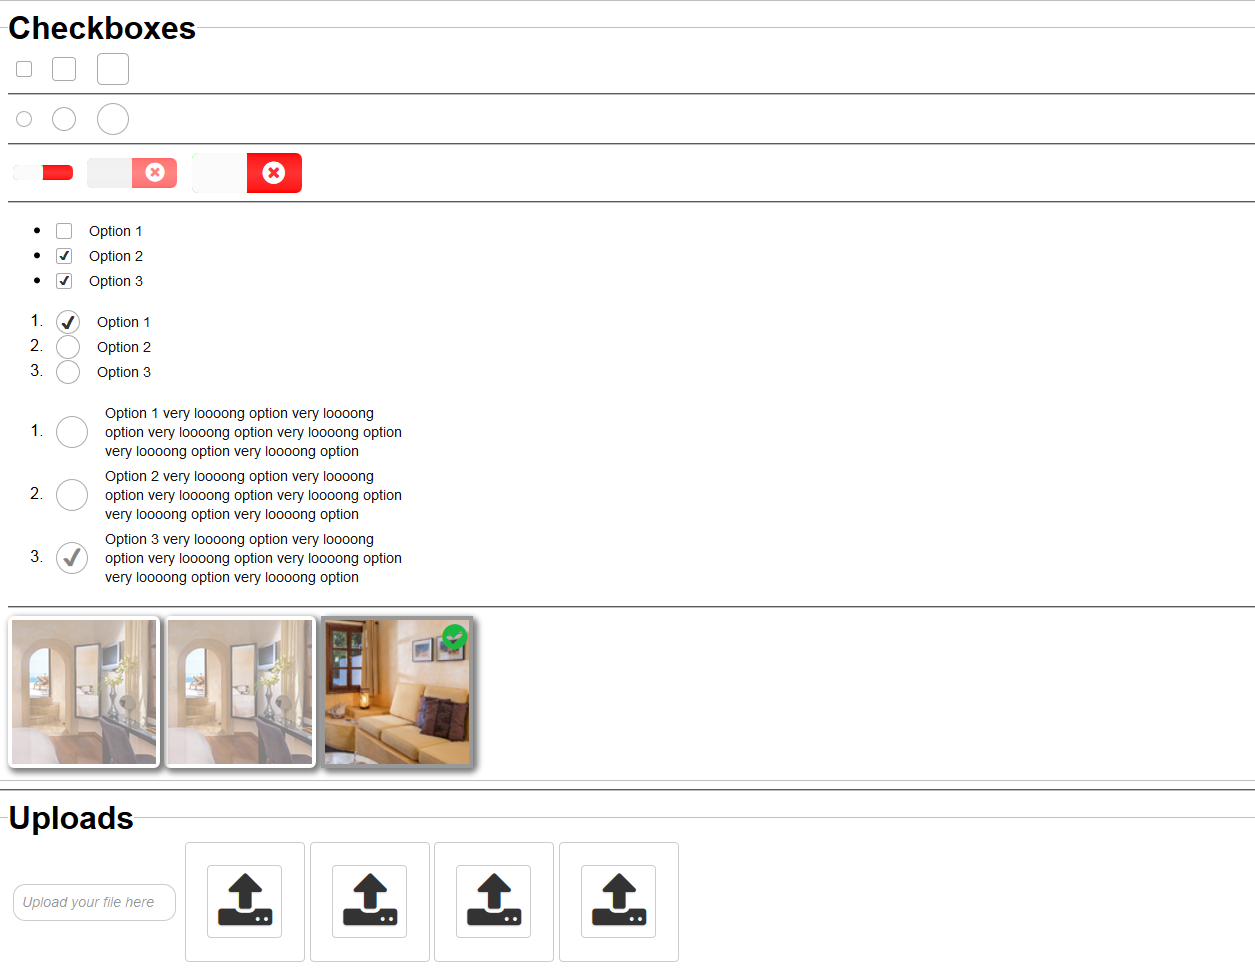 Checkboxes
• Option 1
• Option 2
• Option 3
1. Option 1
2. Option 2
3. Option 3
1. Option 1 very loooong option very loooong
option very loooong option very loooong option
very loooong option very loooong option
2. Option 2 very loooong option very loooong
option very loooong option very loooong option
very loooong option very loooong option
3. Option 3 very loooong option very loooong
option very loooong option very loooong option
very loooong option very loooong option
Uploads
Upload your file here